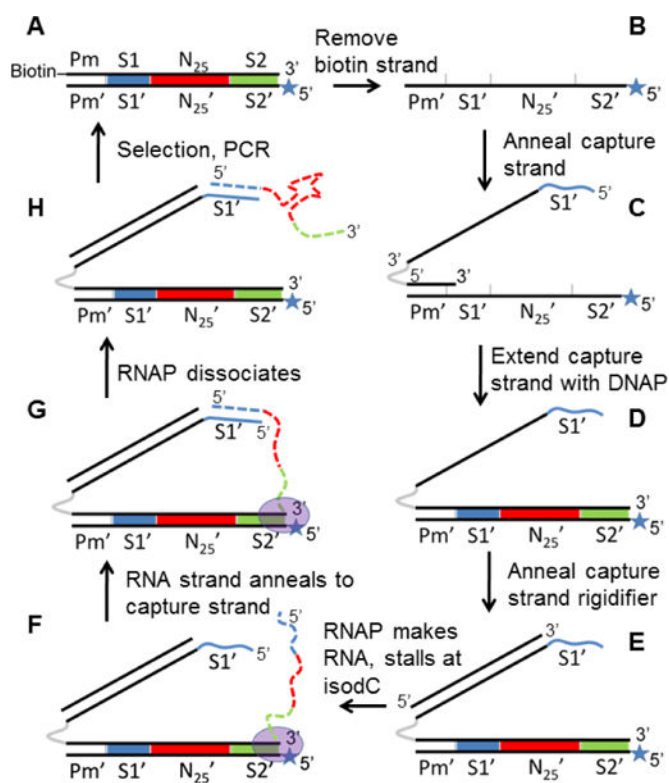 A
Pm S1 N25 S2
Biotin 3'
Pm' S1' N25' S2' 5'
Remove
biotin strand
B
Pm' S1' N25' S2' 5'
Selection, PCR
Anneal capture
strand
H
5'
S1'
3'
3'
5'
Pm' S1' N25' S2'
C
S1' 5'
3'
5' 3'
5'
Pm' S1' N25' S2'
RNAP dissociates
Extend capture
strand with DNAP
G
5'
S1' 5'
3'
5'
Pm' S1' N25' S2'
D
S1' 5'
3'
5'
Pm' S1' N25' S2'
RNA strand anneals to
capture strand
Anneal capture
strand rigidifier
F
5'
S1' 5'
3'
5'
Pm' S1' N25' S2'
RNAP makes
RNA, stalls at
isodC
E
3'
S1' 5'
5'
3'
5'
Pm' S1' N25' S2'